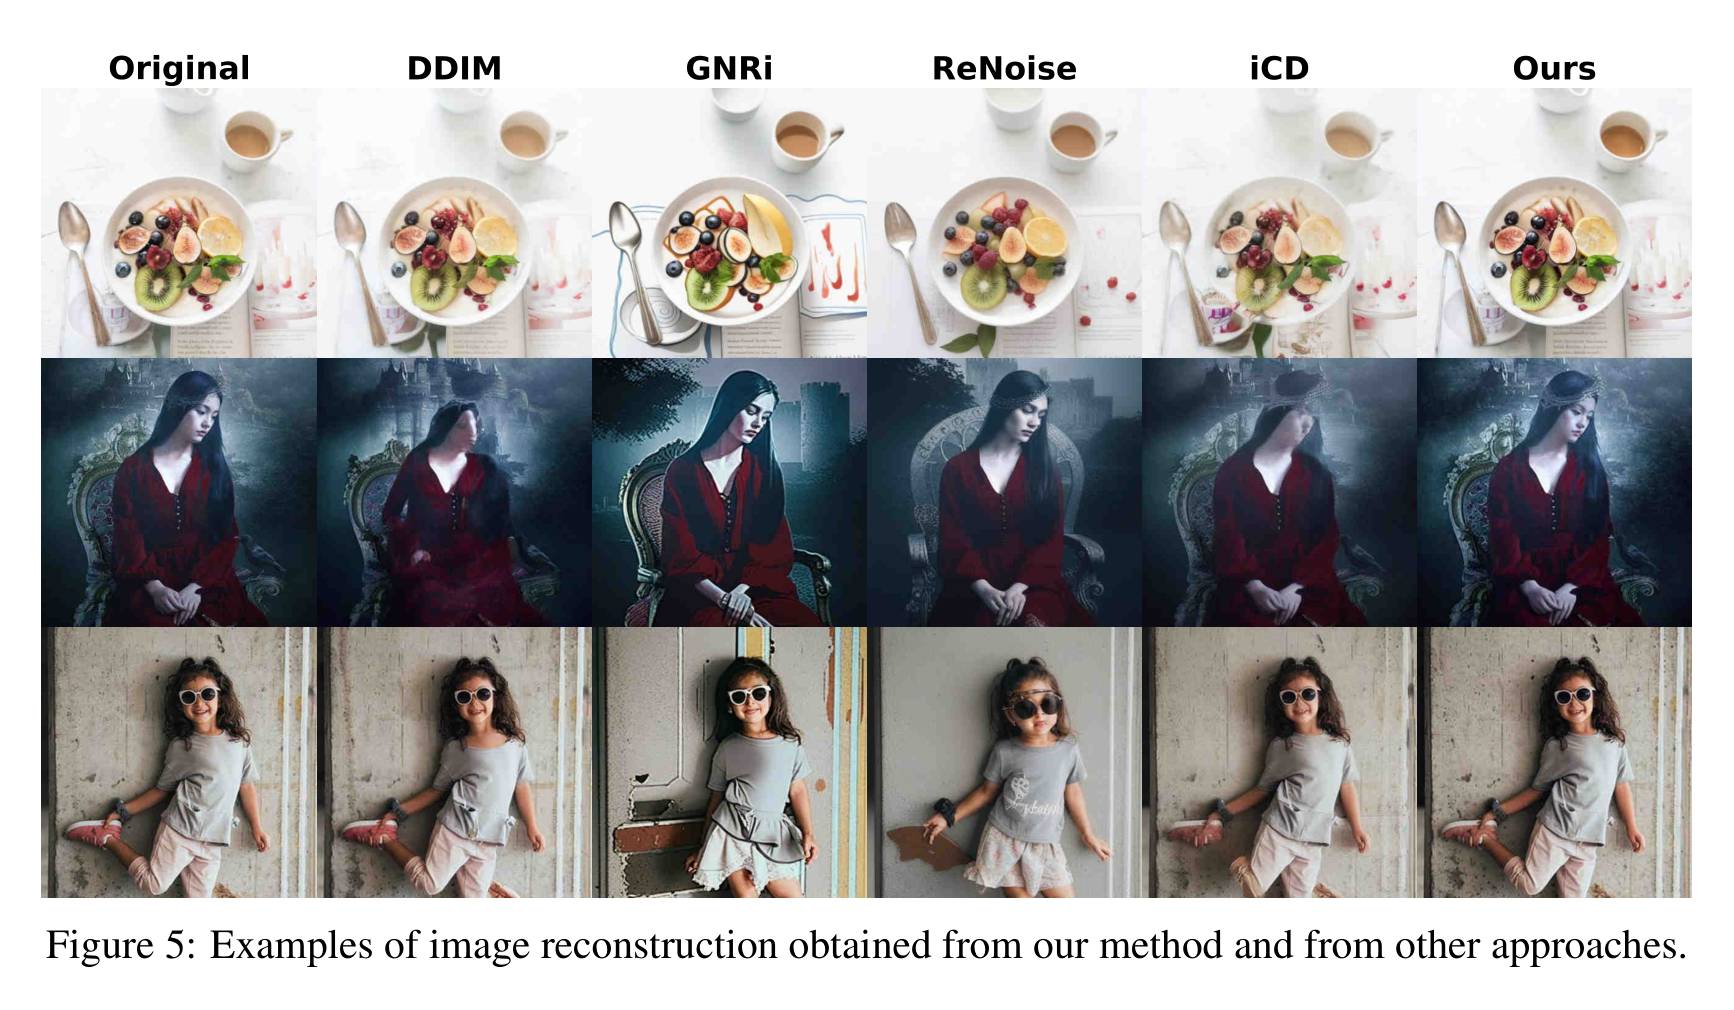 Original DDIM GNRi ReNoise iCD Ours
Figure 5: Examples of image reconstruction obtained from our method and from other approaches.